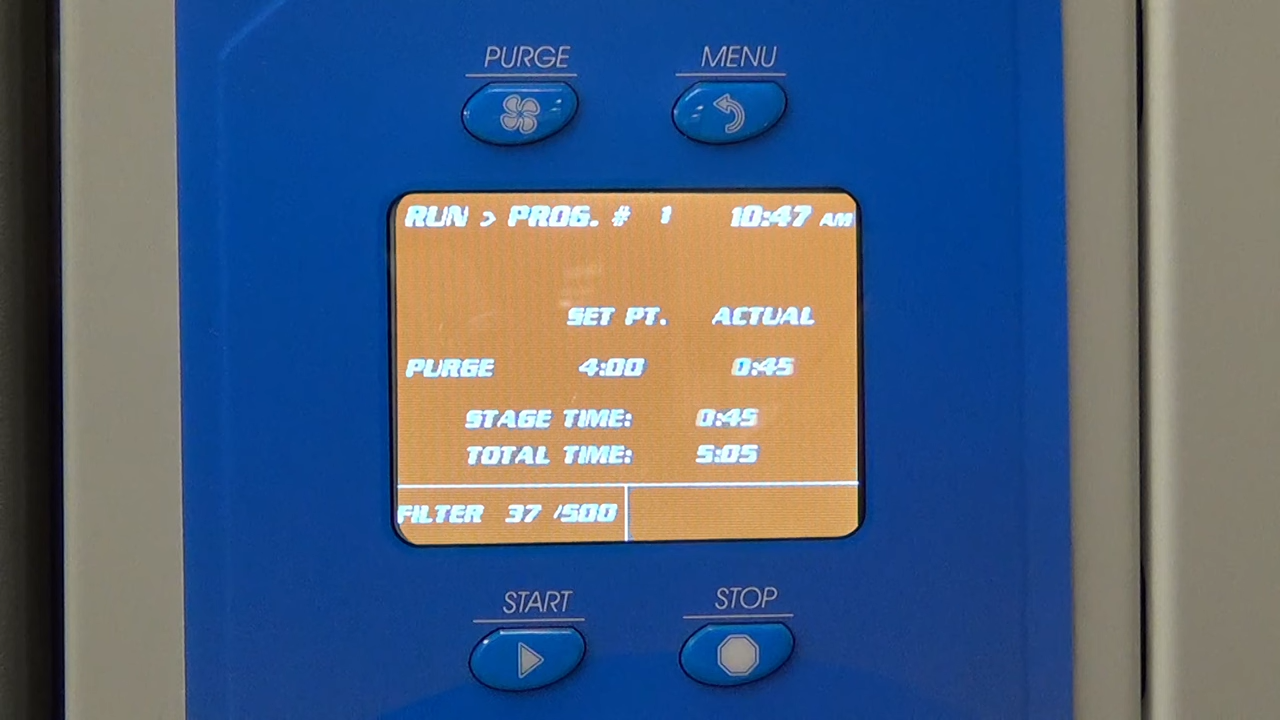 PURGE MENU
RUN > PROG. # 1 10:47 AM
SET PT. ACTUAL
PURGE 4:00 0:45
STAGE TIME: 0:45
TOTAL TIME: 5:05
FILTER 37 /500
START STOP